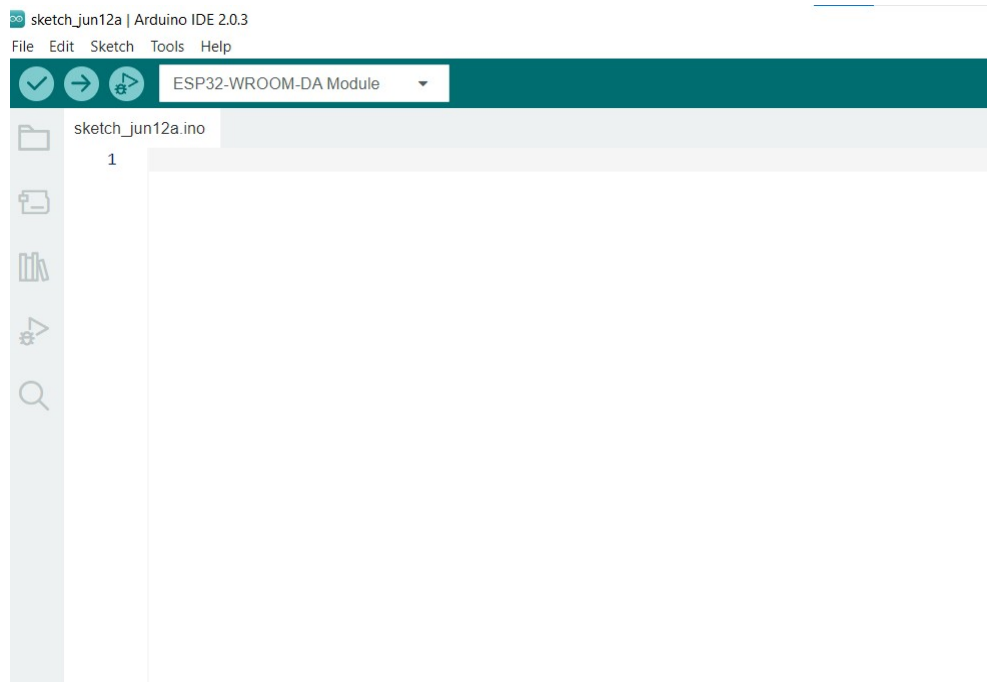 sketch_jun12a | Arduino IDE 2.0.3
File Edit Sketch Tools Help
ESP32-WROOM-DA Module
sketch_jun12a.ino
1